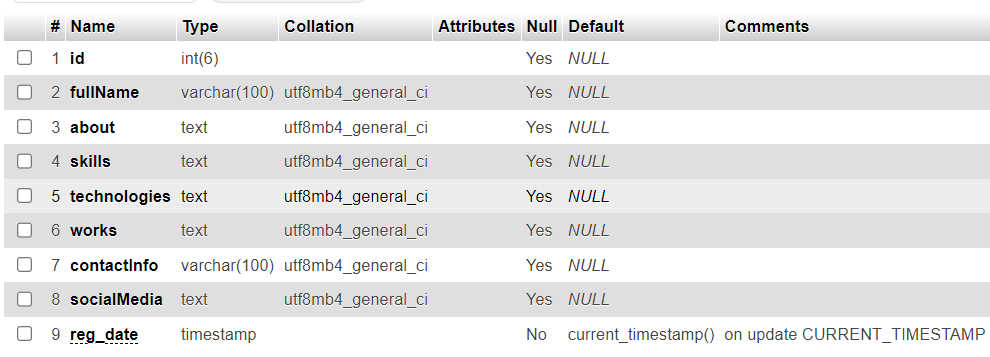 # Name Type Collation Attributes Null Default Comments
1 id int(6) Yes NULL
2 fullName varchar(100) utf8mb4_general_ci Yes NULL
3 about text utf8mb4_general_ci Yes NULL
4 skills text utf8mb4_general_ci Yes NULL
5 technologies text utf8mb4_general_ci Yes NULL
6 works text utf8mb4_general_ci Yes NULL
7 contactInfo varchar(100) utf8mb4_general_ci Yes NULL
8 socialMedia text utf8mb4_general_ci Yes NULL
9 reg_date timestamp No current_timestamp() on update CURRENT_TIMESTAMP